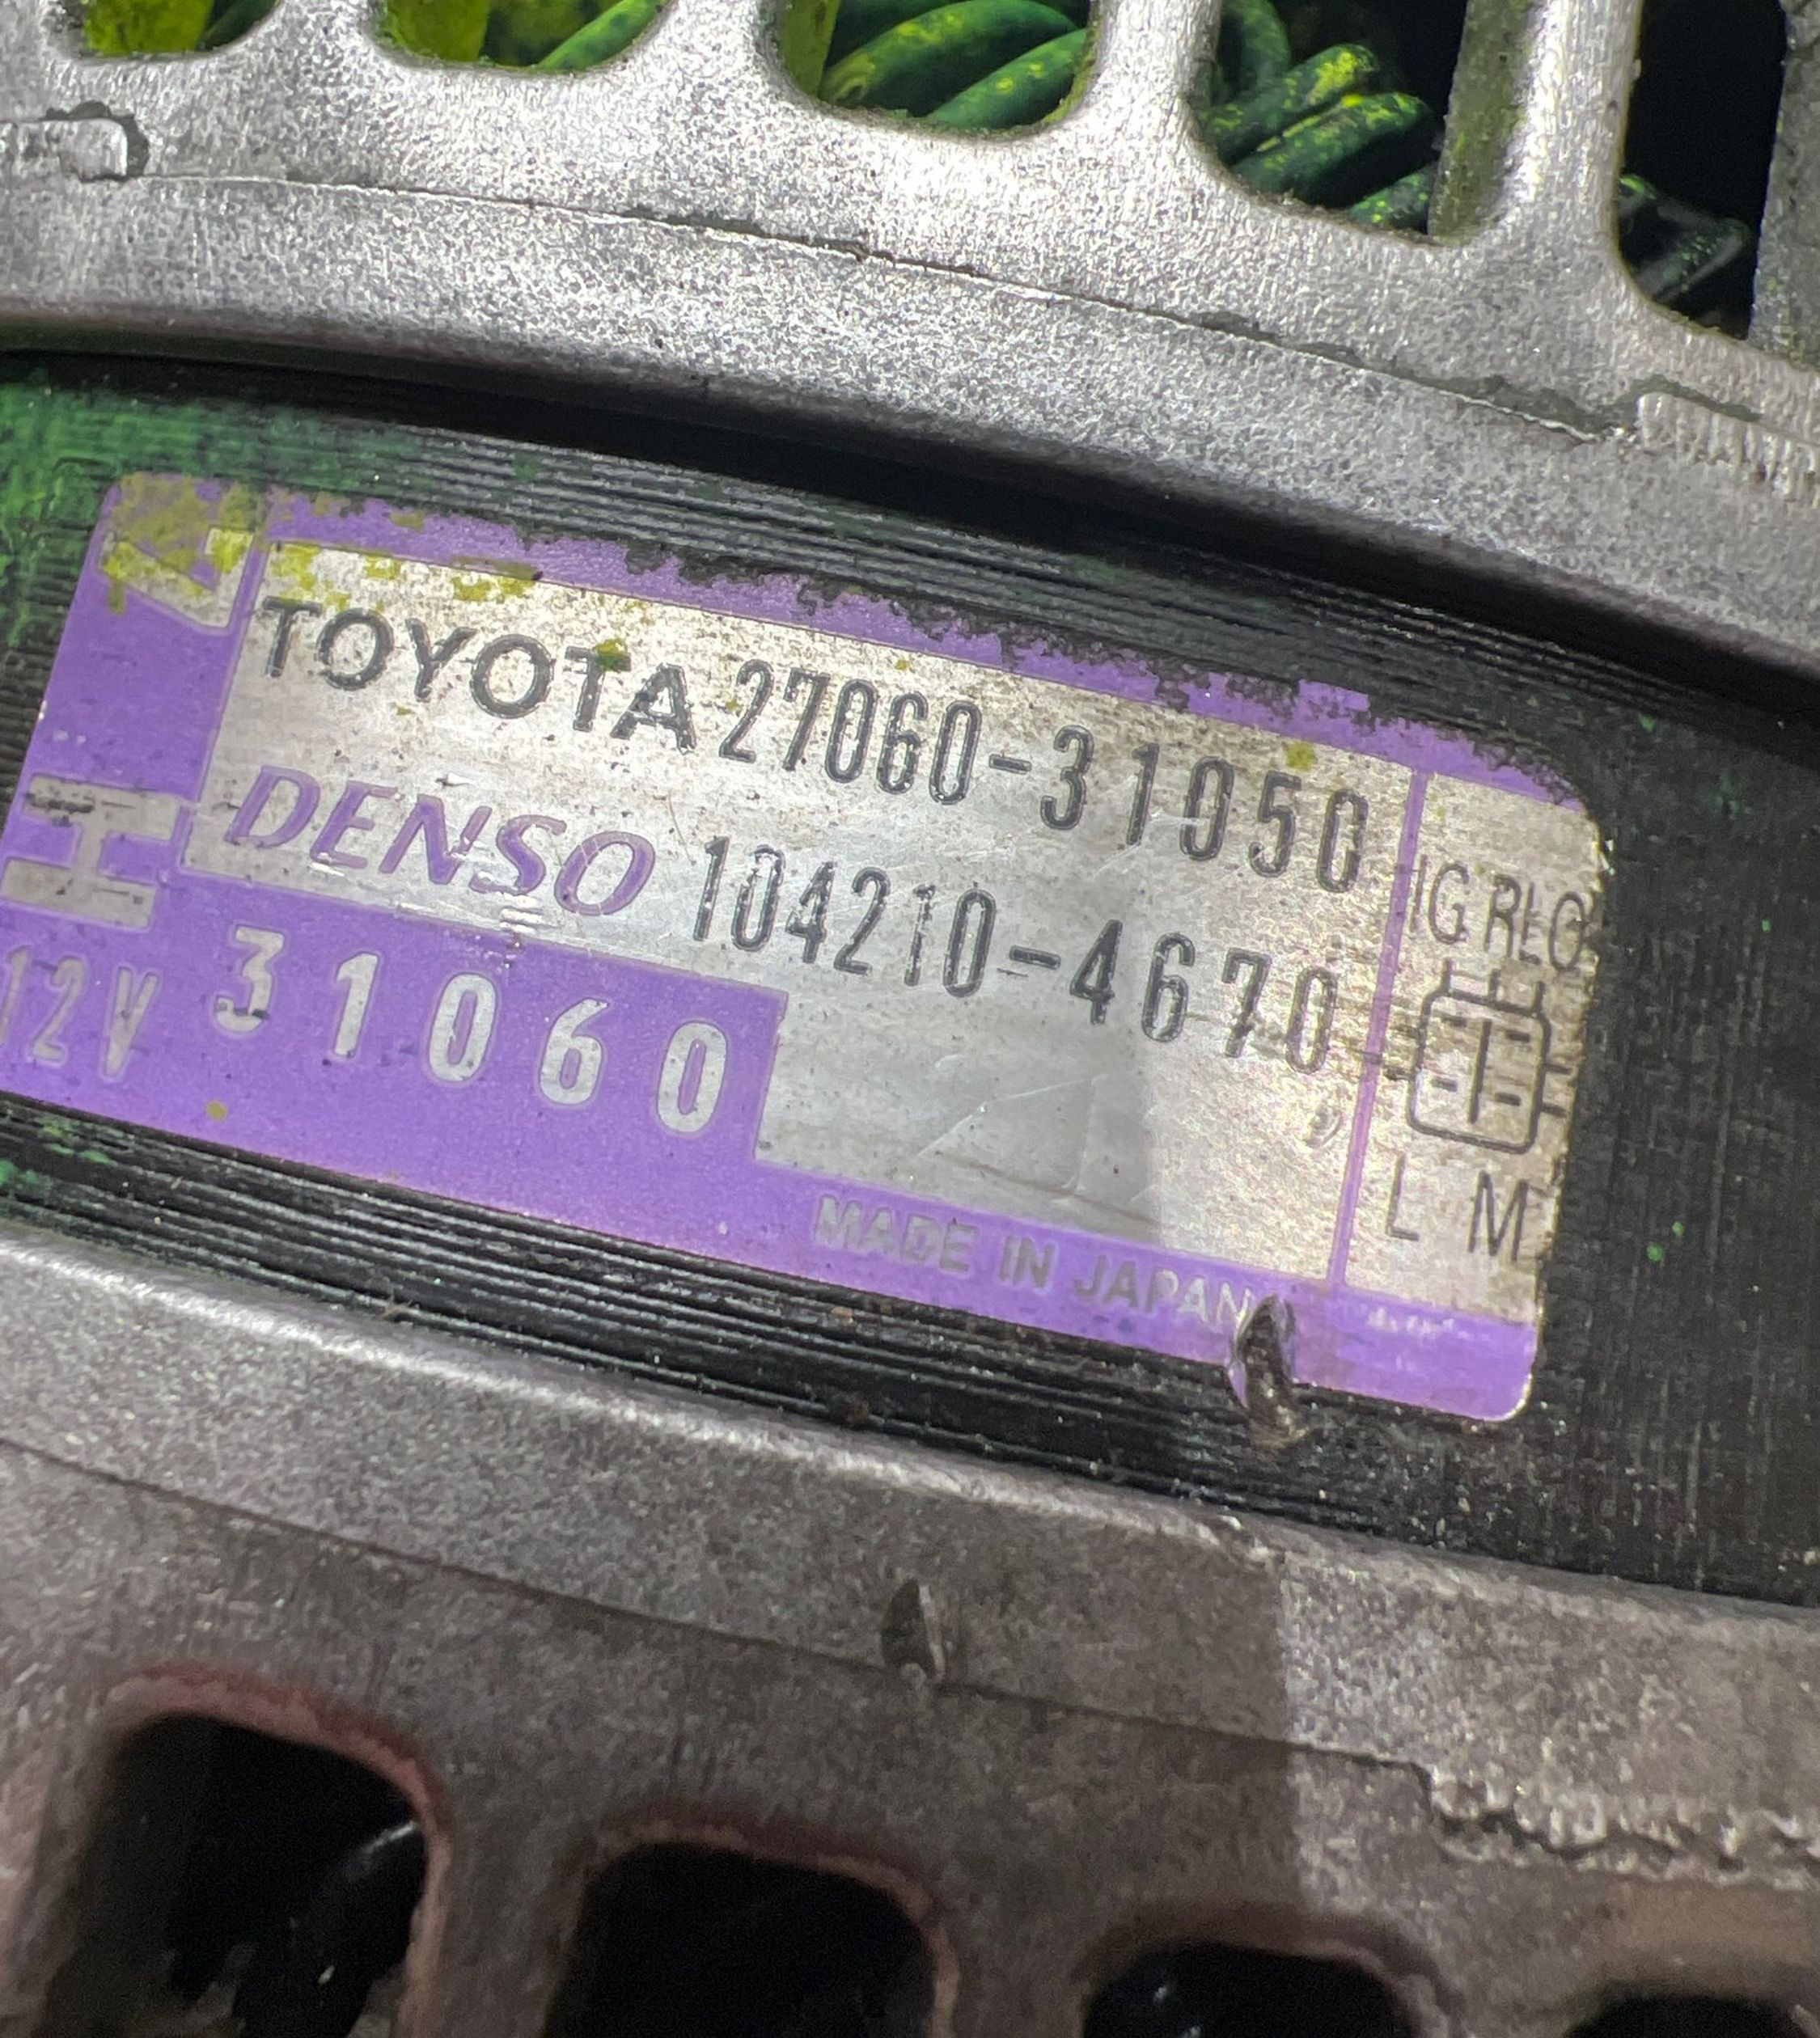 TOYOTA 27060-31050
DENSO 104210-4670
H
12V 31060
IG RLO
L M
MADE IN JAPAN